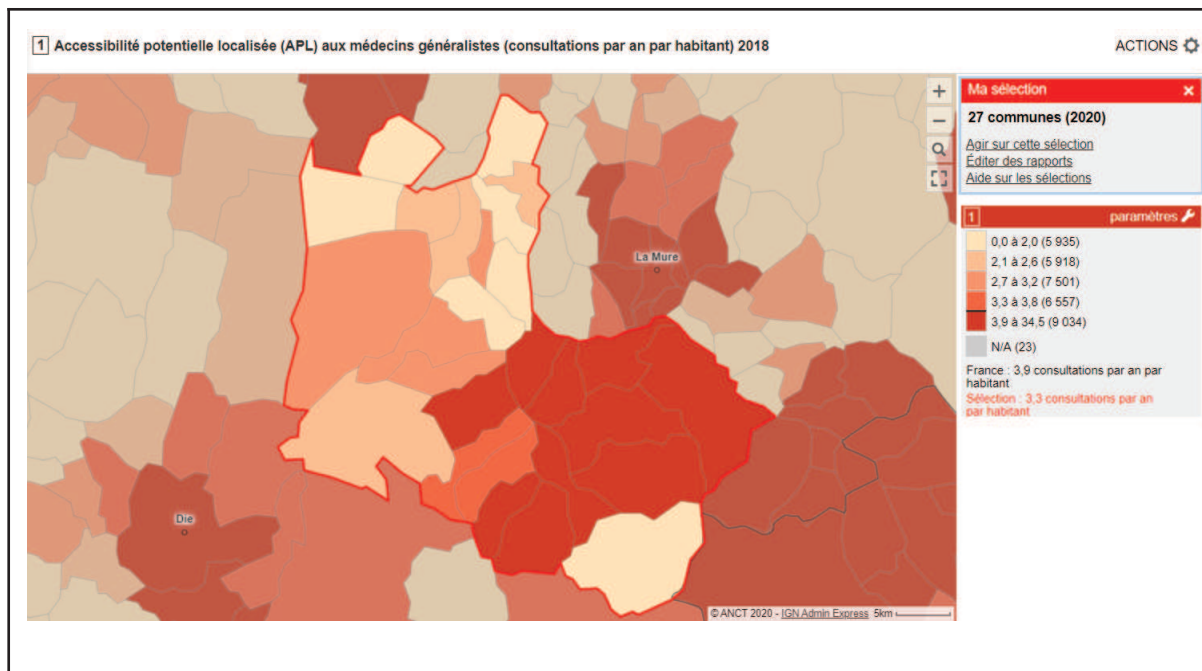 1 Accessibilité potentielle localisée (APL) aux médecins généralistes (consultations par an par habitant) 2018
ACTIONS
Ma sélection ×
27 communes (2020)
Agir sur cette sélection
Éditer des rapports
Aide sur les sélections
1 paramètres
0,0 à 2,0 (5 935)
2,1 à 2,6 (5 918)
2,7 à 3,2 (7 501)
3,3 à 3,8 (6 557)
3,9 à 34,5 (9 034)
N/A (23)
France : 3,9 consultations par an par
habitant
Sélection : 3,3 consultations par an
par habitant
La Mure
Die
© ANCT 2020 - IGN Admin Express 5km